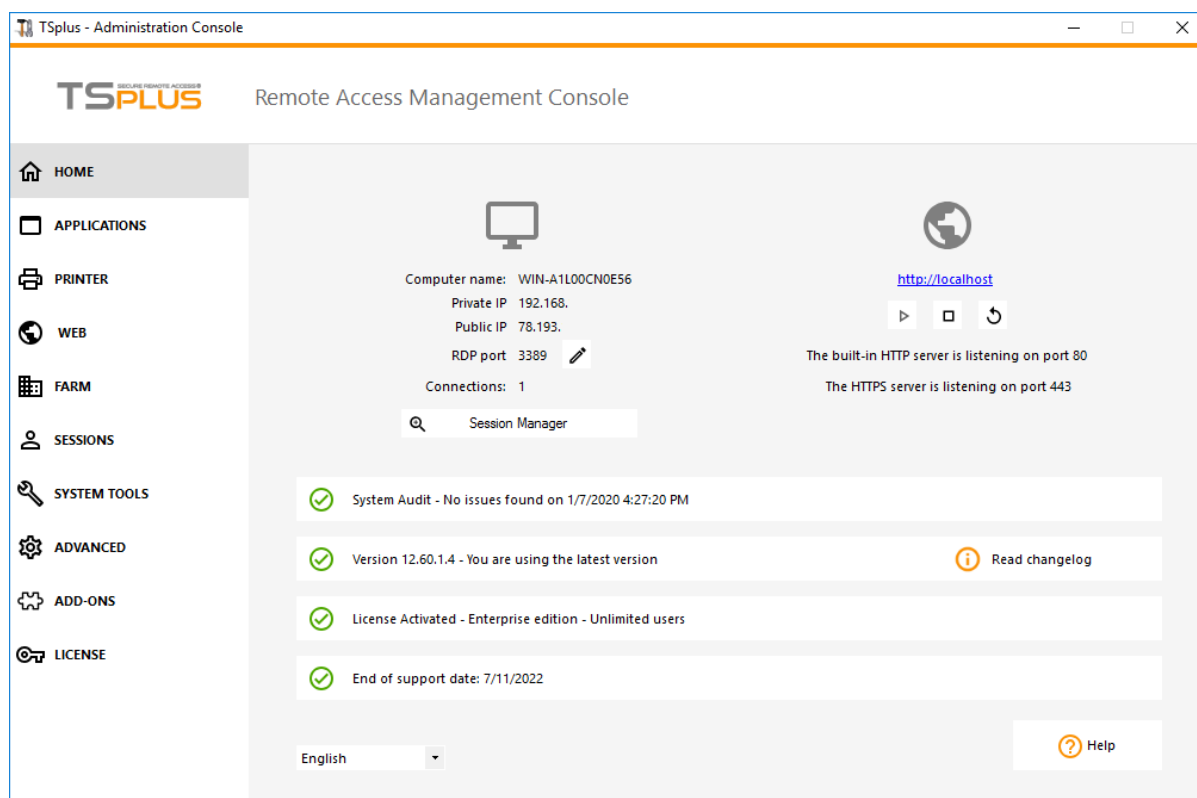 TSplus - Administration Console
TSPLUS SECURE REMOTE ACCESS®
Remote Access Management Console
HOME
APPLICATIONS
PRINTER
WEB
FARM
SESSIONS
SYSTEM TOOLS
ADVANCED
ADD-ONS
LICENSE
Computer name: WIN-A1L00CN0E56
Private IP 192.168.
Public IP 78.193.
RDP port 3389
Connections: 1
Session Manager
http://localhost
The built-in HTTP server is listening on port 80
The HTTPS server is listening on port 443
System Audit - No issues found on 1/7/2020 4:27:20 PM
Version 12.60.1.4 - You are using the latest version Read changelog
License Activated - Enterprise edition - Unlimited users
End of support date: 7/11/2022
English
Help